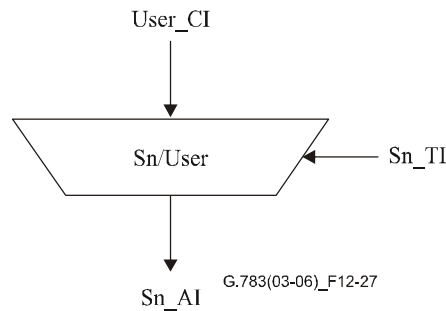 User_CI
Sn/User
Sn_TI
Sn_AI
G.783(03-06)_F12-27